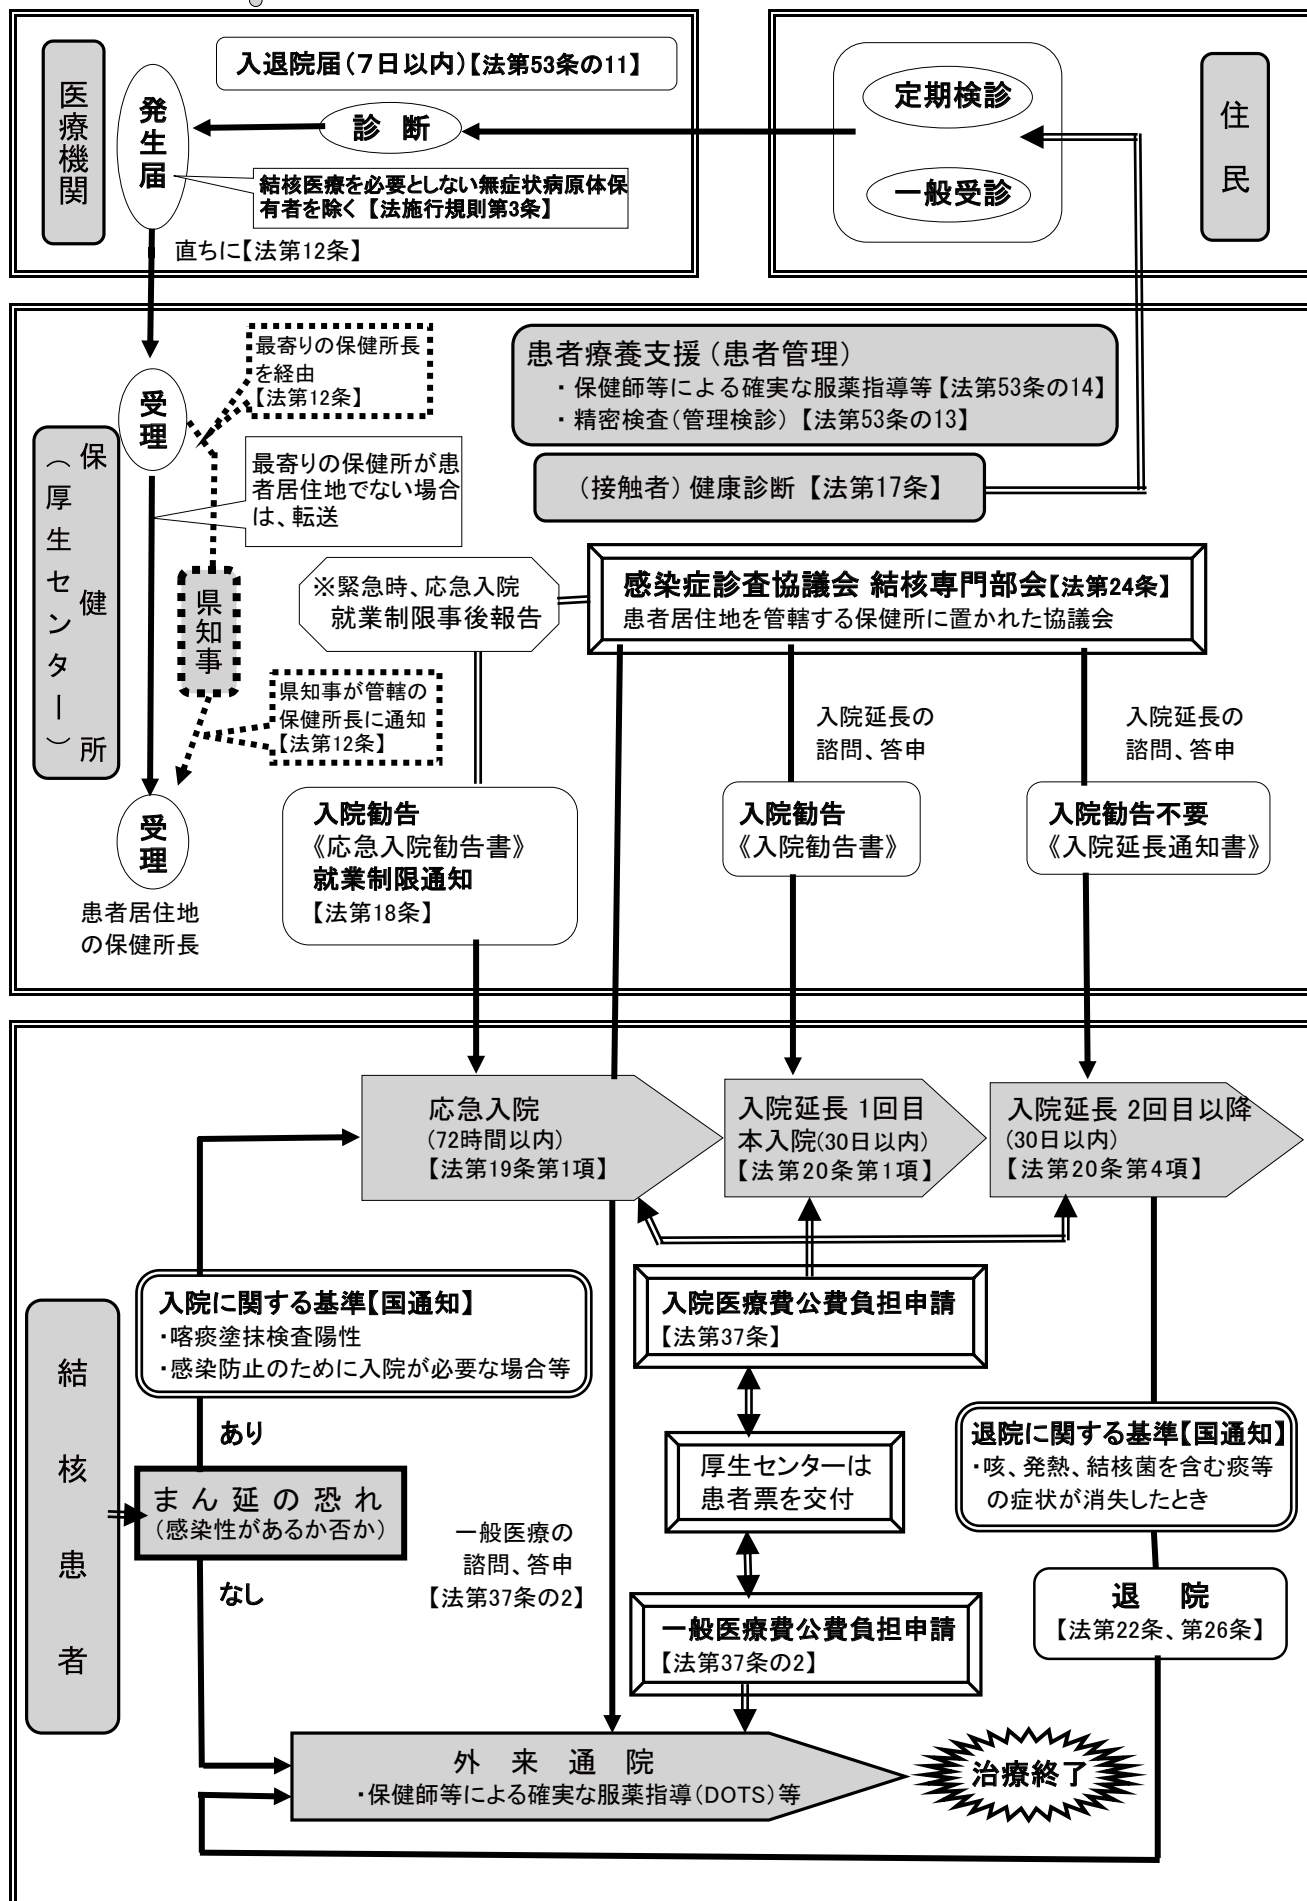 医療機関
発生届
入退院届(7日以内)【法第53条の11】
診 断
結核医療を必要としない無症状病原体保
有者を除く【法施行規則第3条】
直ちに【法第12条】
定期検診
一般受診
住民
保健所
(厚生センター)
受理
最寄りの保健所長
を経由
【法第12条】
最寄りの保健所が患
者居住地でない場合
は、転送
県知事
県知事が管轄の
保健所長に通知
【法第12条】
受理
患者居住地
の保健所長
患者療養支援(患者管理)
・保健師等による確実な服薬指導等【法第53条の14】
・精密検査(管理検診)【法第53条の13】
(接触者)健康診断【法第17条】
※緊急時、応急入院
就業制限事後報告
感染症診査協議会 結核専門部会【法第24条】
患者居住地を管轄する保健所に置かれた協議会
入院延長の
諮問、答申
入院延長の
諮問、答申
入院勧告
《応急入院勧告書》
就業制限通知
【法第18条】
入院勧告
《入院勧告書》
入院勧告不要
《入院延長通知書》
応急入院
(72時間以内)
【法第19条第1項】
入院延長 1回目
本入院(30日以内)
【法第20条第1項】
入院延長 2回目以降
(30日以内)
【法第20条第4項】
結核患者
入院に関する基準【国通知】
・喀痰塗抹検査陽性
・感染防止のために入院が必要な場合等
あり
まん延の恐れ
(感染性があるか否か)
なし
一般医療の
諮問、答申
【法第37条の2】
入院医療費公費負担申請
【法第37条】
厚生センターは
患者票を交付
一般医療費公費負担申請
【法第37条の2】
退院に関する基準【国通知】
・咳、発熱、結核菌を含む痰等
の症状が消失したとき
退 院
【法第22条、第26条】
外 来 通 院
・保健師等による確実な服薬指導(DOTS)等
治療終了